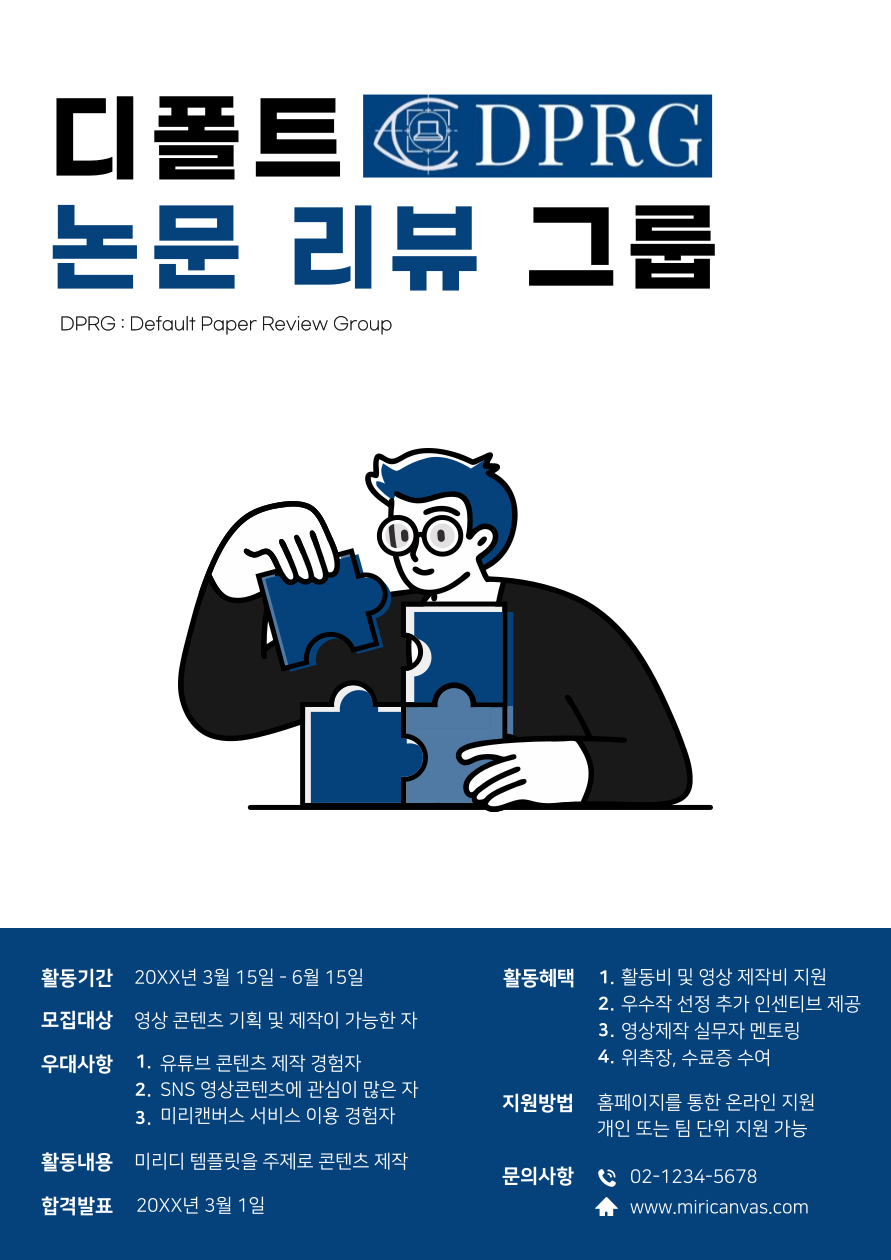 디폴트 DPRG
논문 리뷰 그룹
DPRG : Default Paper Review Group
활동기간 20XX년 3월 15일 - 6월 15일
모집대상 영상 콘텐츠 기획 및 제작이 가능한 자
우대사항 1. 유튜브 콘텐츠 제작 경험자
2. SNS 영상콘텐츠에 관심이 많은 자
3. 미리캔버스 서비스 이용 경험자
활동내용 미리디 템플릿을 주제로 콘텐츠 제작
합격발표 20XX년 3월 1일
활동혜택 1. 활동비 및 영상 제작비 지원
2. 우수작 선정 추가 인센티브 제공
3. 영상제작 실무자 멘토링
4. 위촉장, 수료증 수여
지원방법 홈페이지를 통한 온라인 지원
개인 또는 팀 단위 지원 가능
문의사항 02-1234-5678
www.miricanvas.com